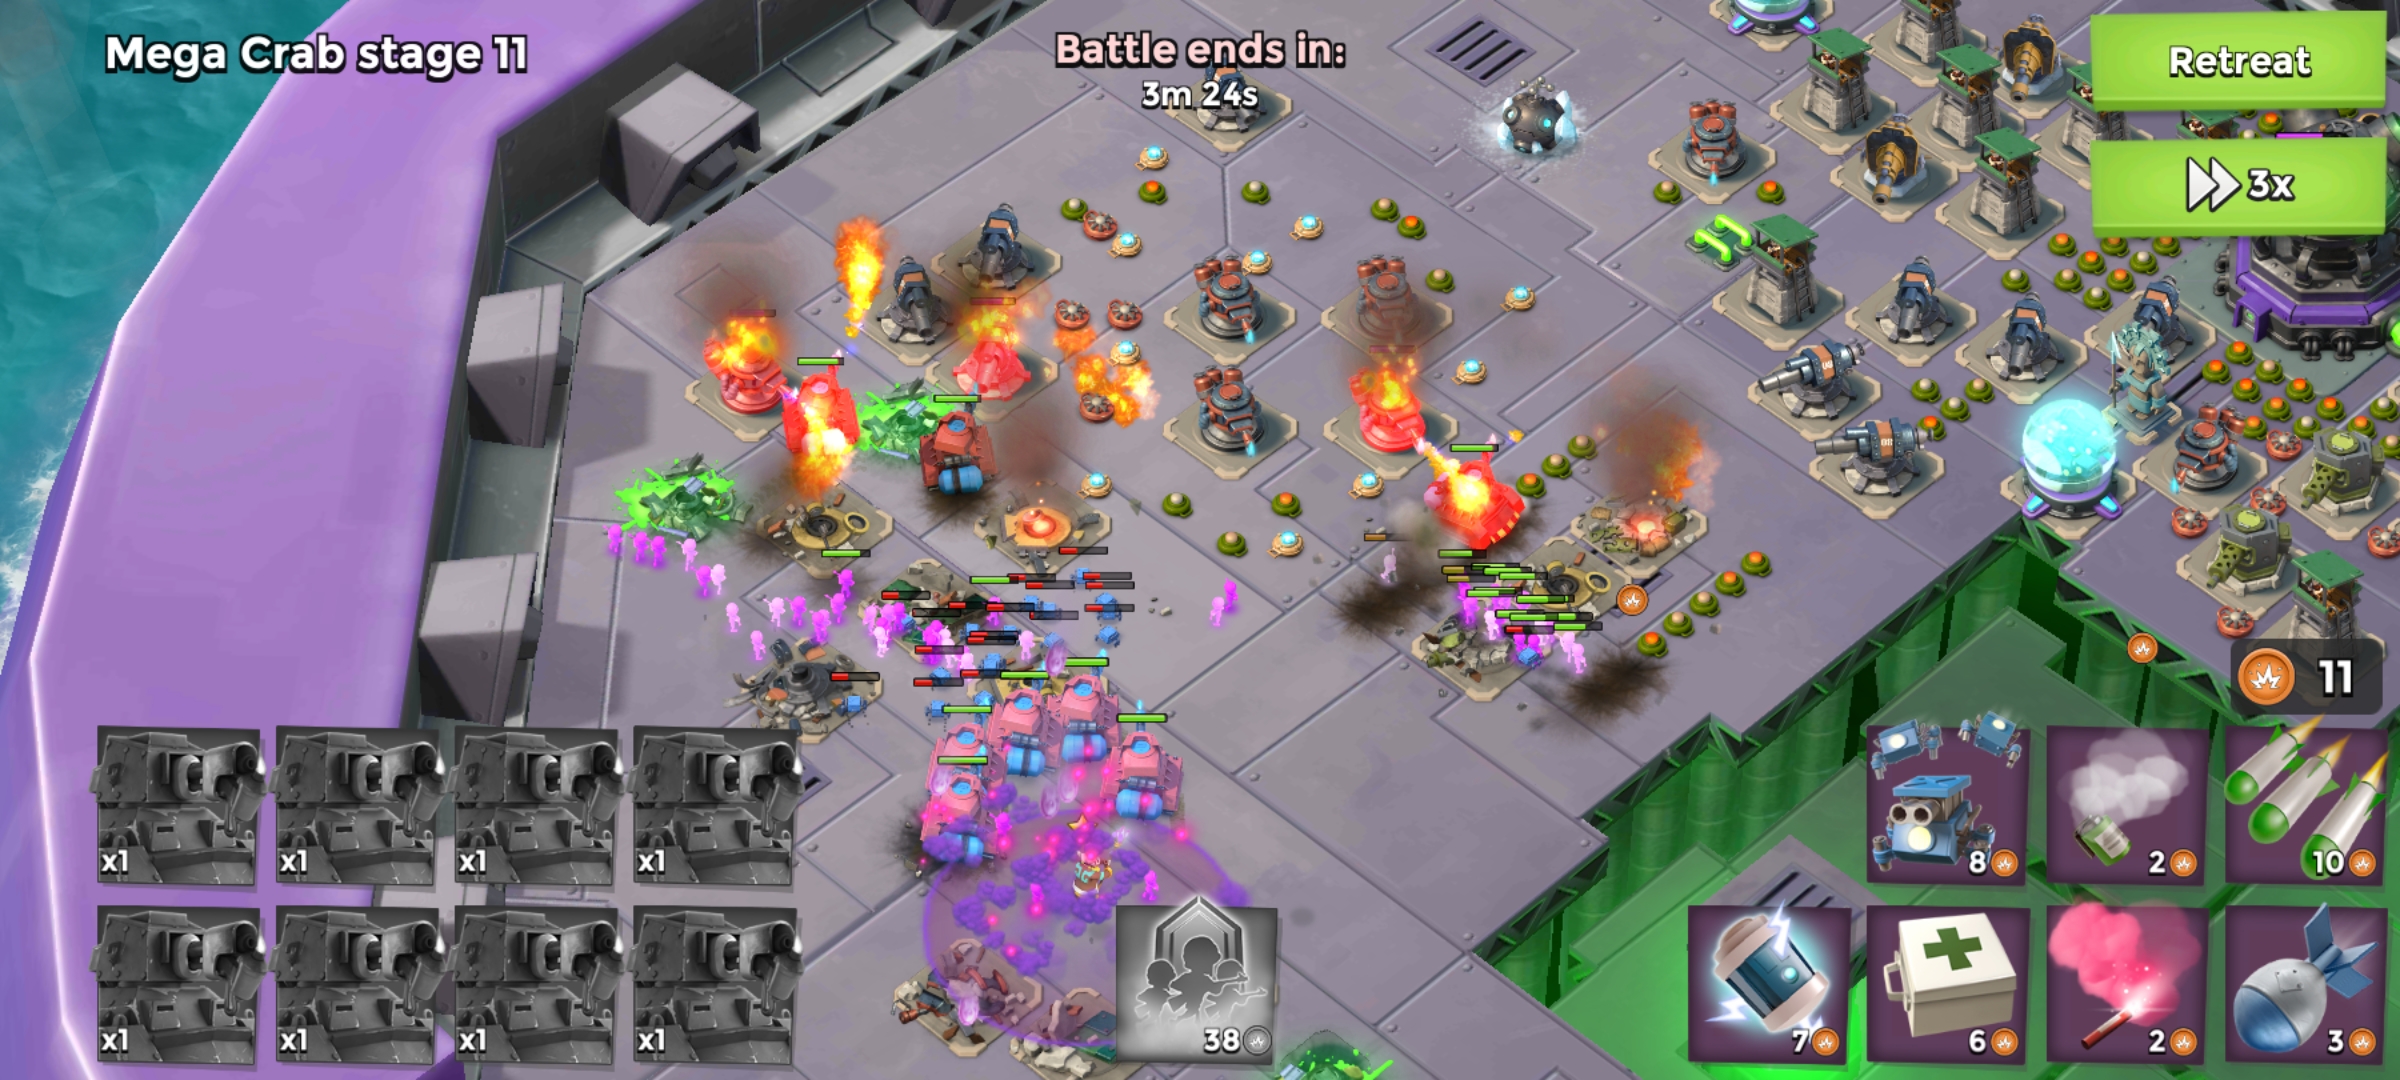 Mega Crab stage 11
Battle ends in:
3m 24s
Retreat
3x
11
8
2
10
x1
x1
x1
x1
7
6
2
3
x1
x1
x1
x1
38